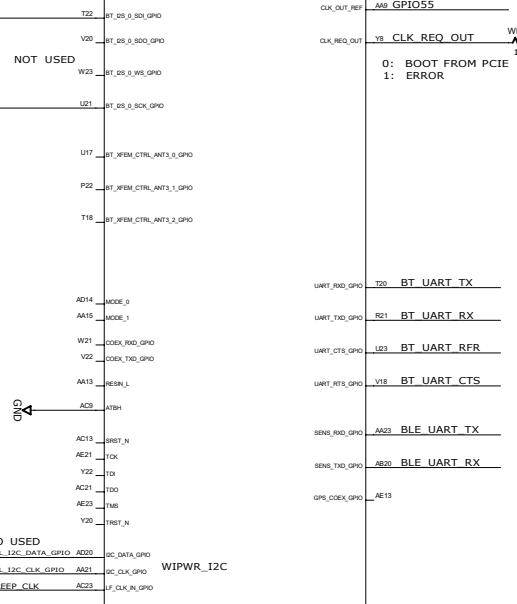 T22 BT_I2S_0_SDI_GPIO
V20 BT_I2S_0_SDO_GPIO
NOT USED
W23 BT_I2S_0_WS_GPIO
U21 BT_I2S_0_SCK_GPIO
U17 BT_XFEM_CTRL_ANT3_0_GPIO
P22 BT_XFEM_CTRL_ANT3_1_GPIO
T18 BT_XFEM_CTRL_ANT3_2_GPIO
AD14 MODE_0
AA15 MODE_1
W21 COEX_RXD_GPIO
V22 COEX_TXD_GPIO
AA13 RESIN_L
GND AC9 ATBH
AC13 SRST_N
AE21 TCK
Y22 TDI
AC21 TDO
AE23 TMS
Y20 TRST_N
USED
L_I2C_DATA_GPIO AD20 I2C_DATA_GPIO
L_I2C_CLK_GPIO AA21 I2C_CLK_GPIO
WIPWR_I2C
EEP_CLK AC23 LF_CLK_IN_GPIO
CLK_OUT_REF AA9 GPIO55
CLK_REQ_OUT Y8 CLK_REQ_OUT
0: BOOT FROM PCIE
1: ERROR
UART_RXD_GPIO T20 BT_UART_TX
UART_TXD_GPIO R21 BT_UART_RX
UART_CTS_GPIO U23 BT_UART_RFR
UART_RTS_GPIO V18 BT_UART_CTS
SENS_RXD_GPIO AA23 BLE_UART_TX
SENS_TXD_GPIO AB20 BLE_UART_RX
GPS_COEX_GPIO AE13